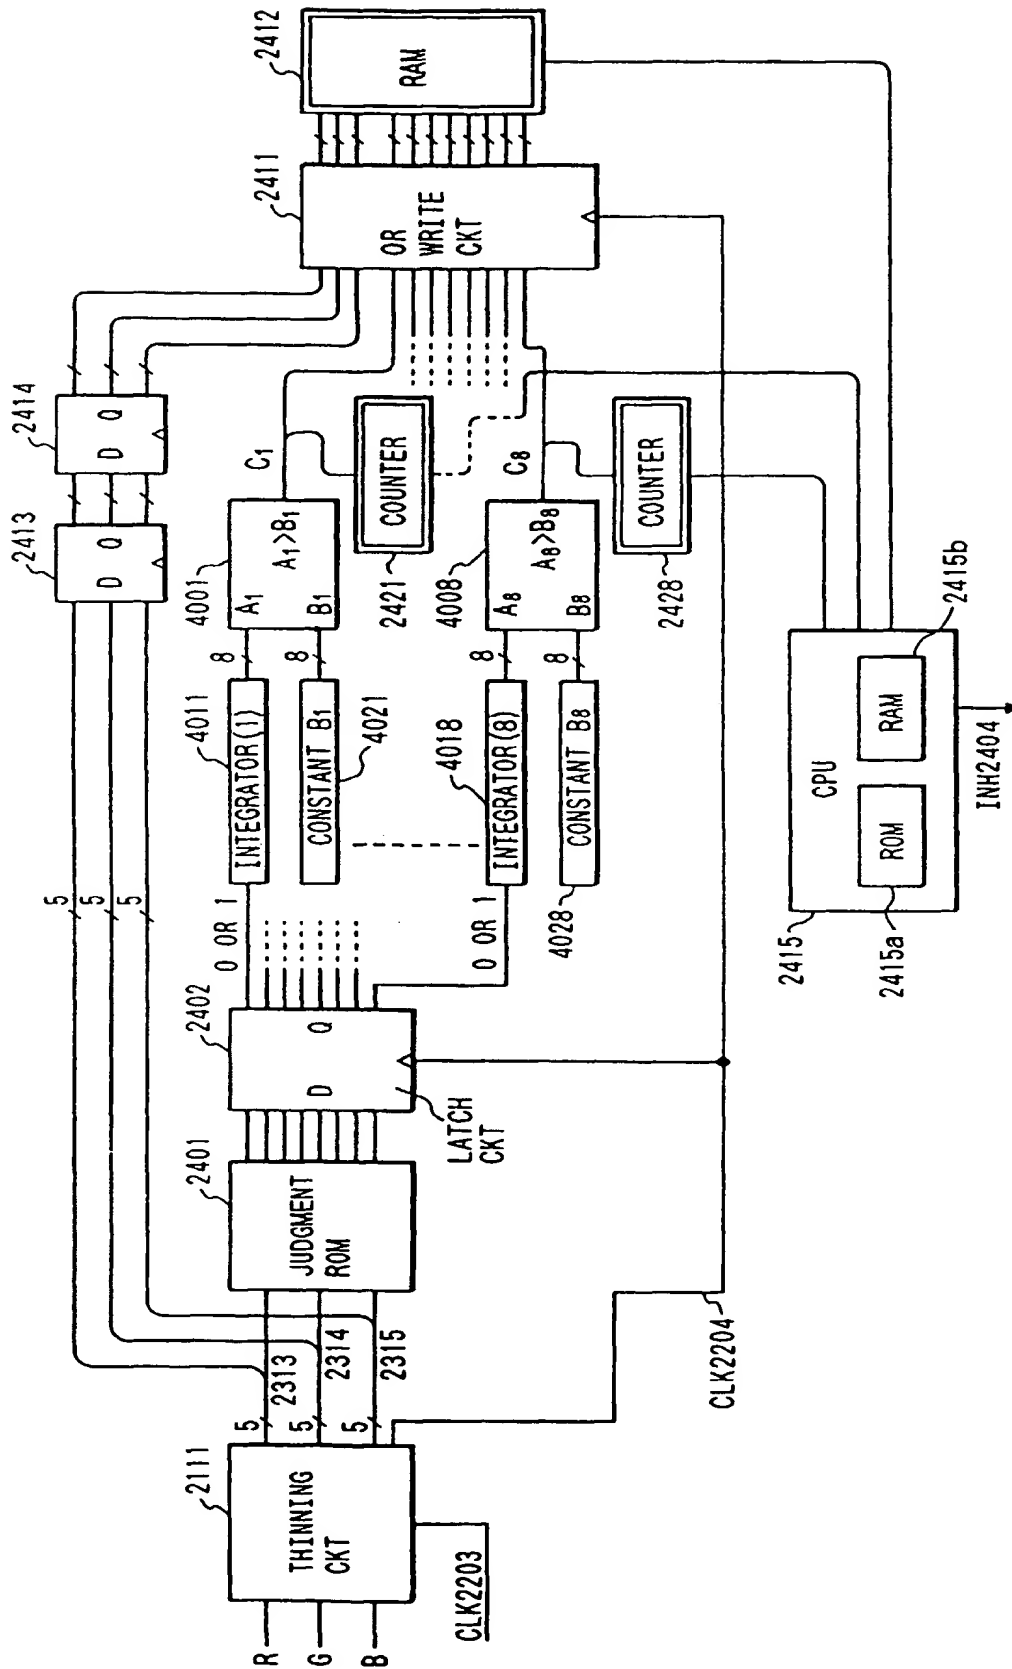 R
G
B
2111
THINNING
CKT
CLK2203
5
5
5
2313
2314
2315
2401
JUDGMENT
ROM
2402
D
Q
LATCH
CKT
CLK2204
5
5
5
0 OR 1
0 OR 1
4011
INTEGRATOR(1)
8
CONSTANT B1
4021
8
4018
INTEGRATOR(8)
8
CONSTANT B8
4028
8
4001
A1
B1
A1>B1
C1
COUNTER
2421
4008
A8
B8
A8>B8
C8
COUNTER
2428
2413
D
Q
2414
D
Q
2411
OR
WRITE
CKT
2412
RAM
2415
CPU
ROM
2415a
RAM
2415b
INH2404